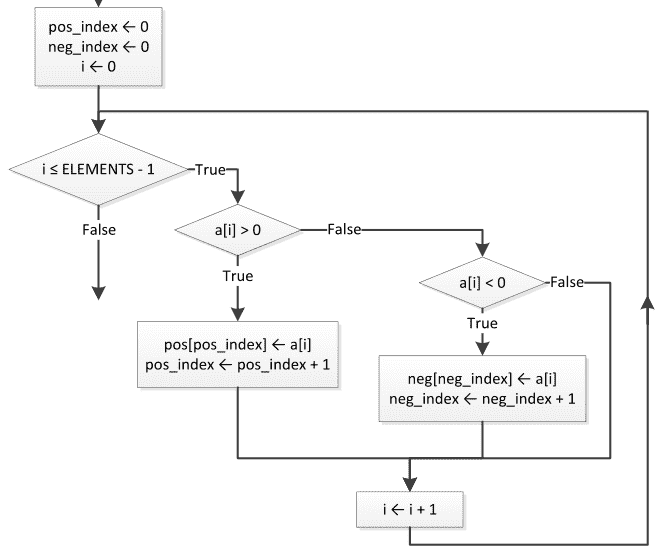 pos_index ← 0
neg_index ← 0
i ← 0
i ≤ ELEMENTS - 1
True
False
a[i] > 0
False
True
a[i] < 0
False
True
pos[pos_index] ← a[i]
pos_index ← pos_index + 1
neg[neg_index] ← a[i]
neg_index ← neg_index + 1
i ← i + 1